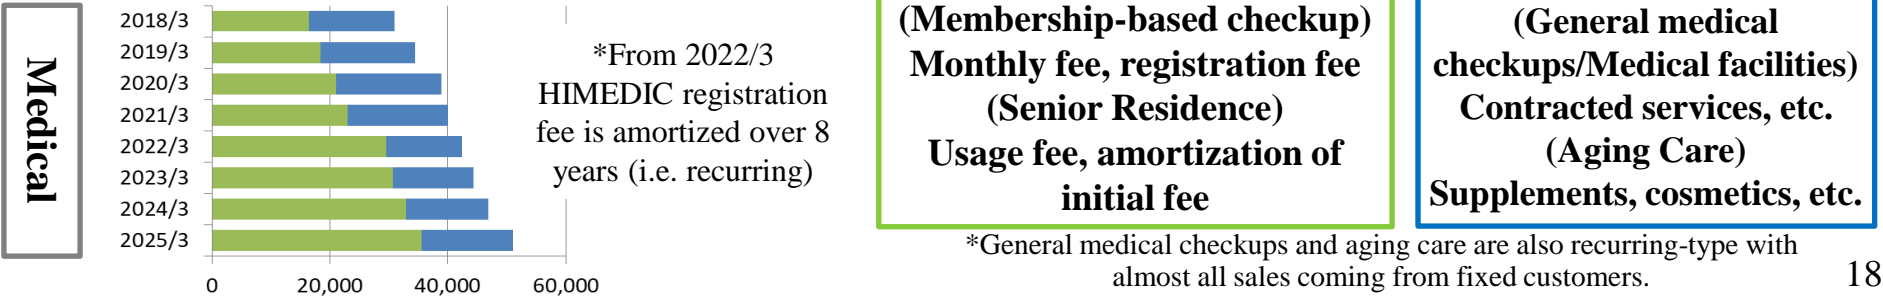 Medical
2018/3
2019/3
2020/3
2021/3
2022/3
2023/3
2024/3
2025/3
0 20,000 40,000 60,000
*From 2022/3
HIMEDIC registration
fee is amortized over 8
years (i.e. recurring)
(Membership-based checkup)
Monthly fee, registration fee
(Senior Residence)
Usage fee, amortization of
initial fee
(General medical
checkups/Medical facilities)
Contracted services, etc.
(Aging Care)
Supplements, cosmetics, etc.
*General medical checkups and aging care are also recurring-type with
almost all sales coming from fixed customers.
18